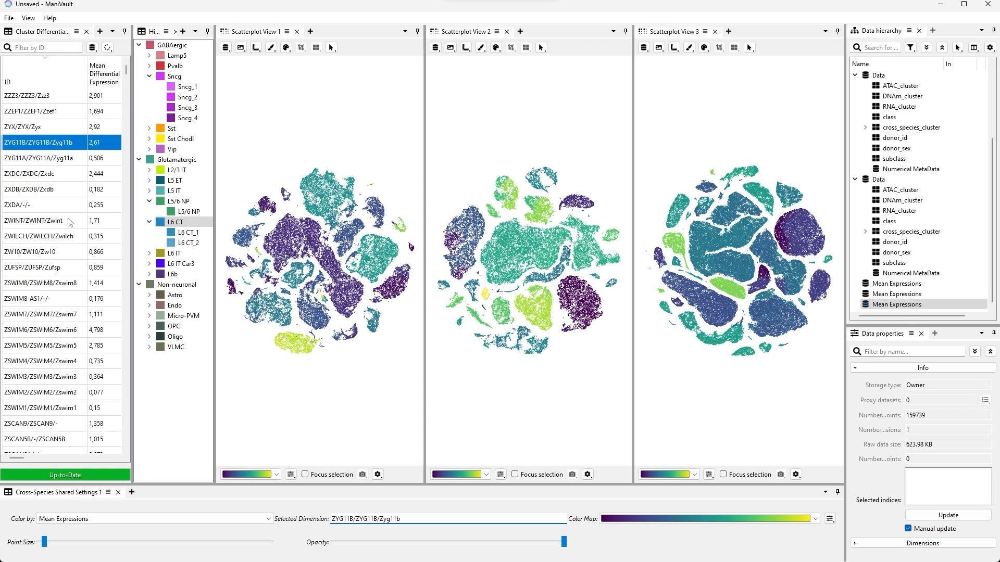 Unsaved - ManiVault
File View Help
Cluster Differentia...
Filter by ID
ID
Mean
Differential
Expression
ZZZ3/ZZZ3/Zzz3 2,901
ZZEF1/ZZEF1/Zzef1 1,694
ZYX/ZYX/Zyx 2,92
ZYG11B/ZYG11B/Zyg11b 2,61
ZYG11A/ZYG11A/Zyg11a 0,506
ZXDC/ZXDC/Zxdc 2,444
ZXDB/ZXDB/Zxdb 0,182
ZXDA/-/- 0,255
ZWINT/ZWINT/Zwint 1,71
ZWILCH/ZWILCH/Zwilch 0,315
ZW10/ZW10/Zw10 0,866
ZUFSP/ZUFSP/Zufsp 0,859
ZSWIM8/ZSWIM8/Zswim8 1,414
ZSWIM8-AS1/-/- 0,176
ZSWIM7/ZSWIM7/Zswim7 1,111
ZSWIM6/ZSWIM6/Zswim6 4,798
ZSWIM5/ZSWIM5/Zswim5 2,785
ZSWIM4/ZSWIM4/Zswim4 0,735
ZSWIM3/ZSWIM3/Zswim3 0,364
ZSWIM2/ZSWIM2/Zswim2 0,077
ZSWIM1/ZSWIM1/Zswim1 0,15
ZSCAN9/ZSCAN9/- 1,358
ZSCAN5B/-/ZSCAN5B 1,015
Up-to-Date
Hi...
GABAergic
Lamp5
Pvalb
Sncg
Sncg_1
Sncg_2
Sncg_3
Sncg_4
Sst
Sst Chodl
Vip
Glutamatergic
L2/3 IT
L5 ET
L5 IT
L5/6 NP
L5/6 NP
L6 CT
L6 CT_1
L6 CT_2
L6 IT
L6 IT Car3
L6b
Non-neuronal
Astro
Endo
Micro-PVM
OPC
Oligo
VLMC
Scatterplot View 1
Focus selection
Scatterplot View 2
Focus selection
Scatterplot View 3
Focus selection
Data hierarchy
Search for ...
Name In
Data
ATAC_cluster
DNAm_cluster
RNA_cluster
class
cross_species_cluster
donor_id
donor_sex
subclass
Numerical MetaData
Data
ATAC_cluster
DNAm_cluster
RNA_cluster
class
cross_species_cluster
donor_id
donor_sex
subclass
Numerical MetaData
Mean Expressions
Mean Expressions
Mean Expressions
Data properties
Filter by name...
Info
Storage type: Owner
Proxy datasets: 0
Number...oints: 159739
Number...sions: 1
Raw data size: 623.98 KB
Number...oints: 0
Selected indices:
Update
Manual update
Dimensions
Cross-Species Shared Settings 1
Color by: Mean Expressions Selected Dimension: ZYG11B/ZYG11B/Zyg11b Color Map:
Point Size: Opacity: